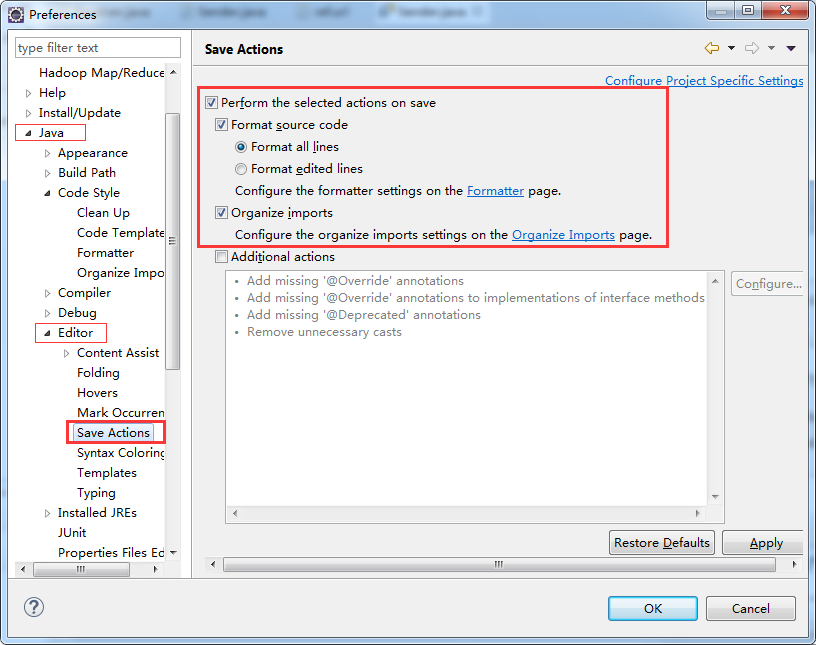 Preferences
type filter text
Hadoop Map/Reduce
Help
Install/Update
Java
Appearance
Build Path
Code Style
Clean Up
Code Template
Formatter
Organize Impo
Compiler
Debug
Editor
Content Assist
Folding
Hovers
Mark Occurren
Save Actions
Syntax Coloring
Templates
Typing
Installed JREs
JUnit
Properties Files Ed
Save Actions
Configure Project Specific Settings
Perform the selected actions on save
Format source code
Format all lines
Format edited lines
Configure the formatter settings on the Formatter page.
Organize imports
Configure the organize imports settings on the Organize Imports page.
Additional actions
• Add missing '@Override' annotations
• Add missing '@Override' annotations to implementations of interface methods
• Add missing '@Deprecated' annotations
• Remove unnecessary casts
Configure...
Restore Defaults
Apply
?
OK
Cancel